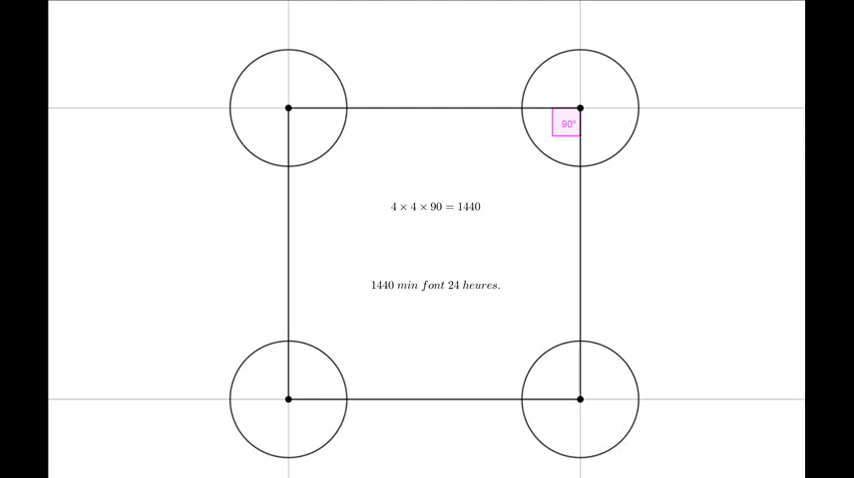 90°
4 × 4 × 90 = 1440
1440 min font 24 heures.